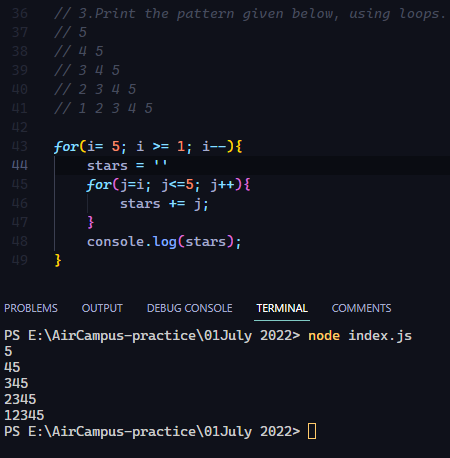 36 // 3.Print the pattern given below, using loops.
37 // 5
38 // 4 5
39 // 3 4 5
40 // 2 3 4 5
41 // 1 2 3 4 5
42
43 for(i= 5; i >= 1; i--){
44 stars = ''
45 for(j=i; j<=5; j++){
46 stars += j;
47 }
48 console.log(stars);
49 }
PROBLEMS OUTPUT DEBUG CONSOLE TERMINAL COMMENTS
PS E:\AirCampus-practice\01July 2022> node index.js
5
45
345
2345
12345
PS E:\AirCampus-practice\01July 2022>